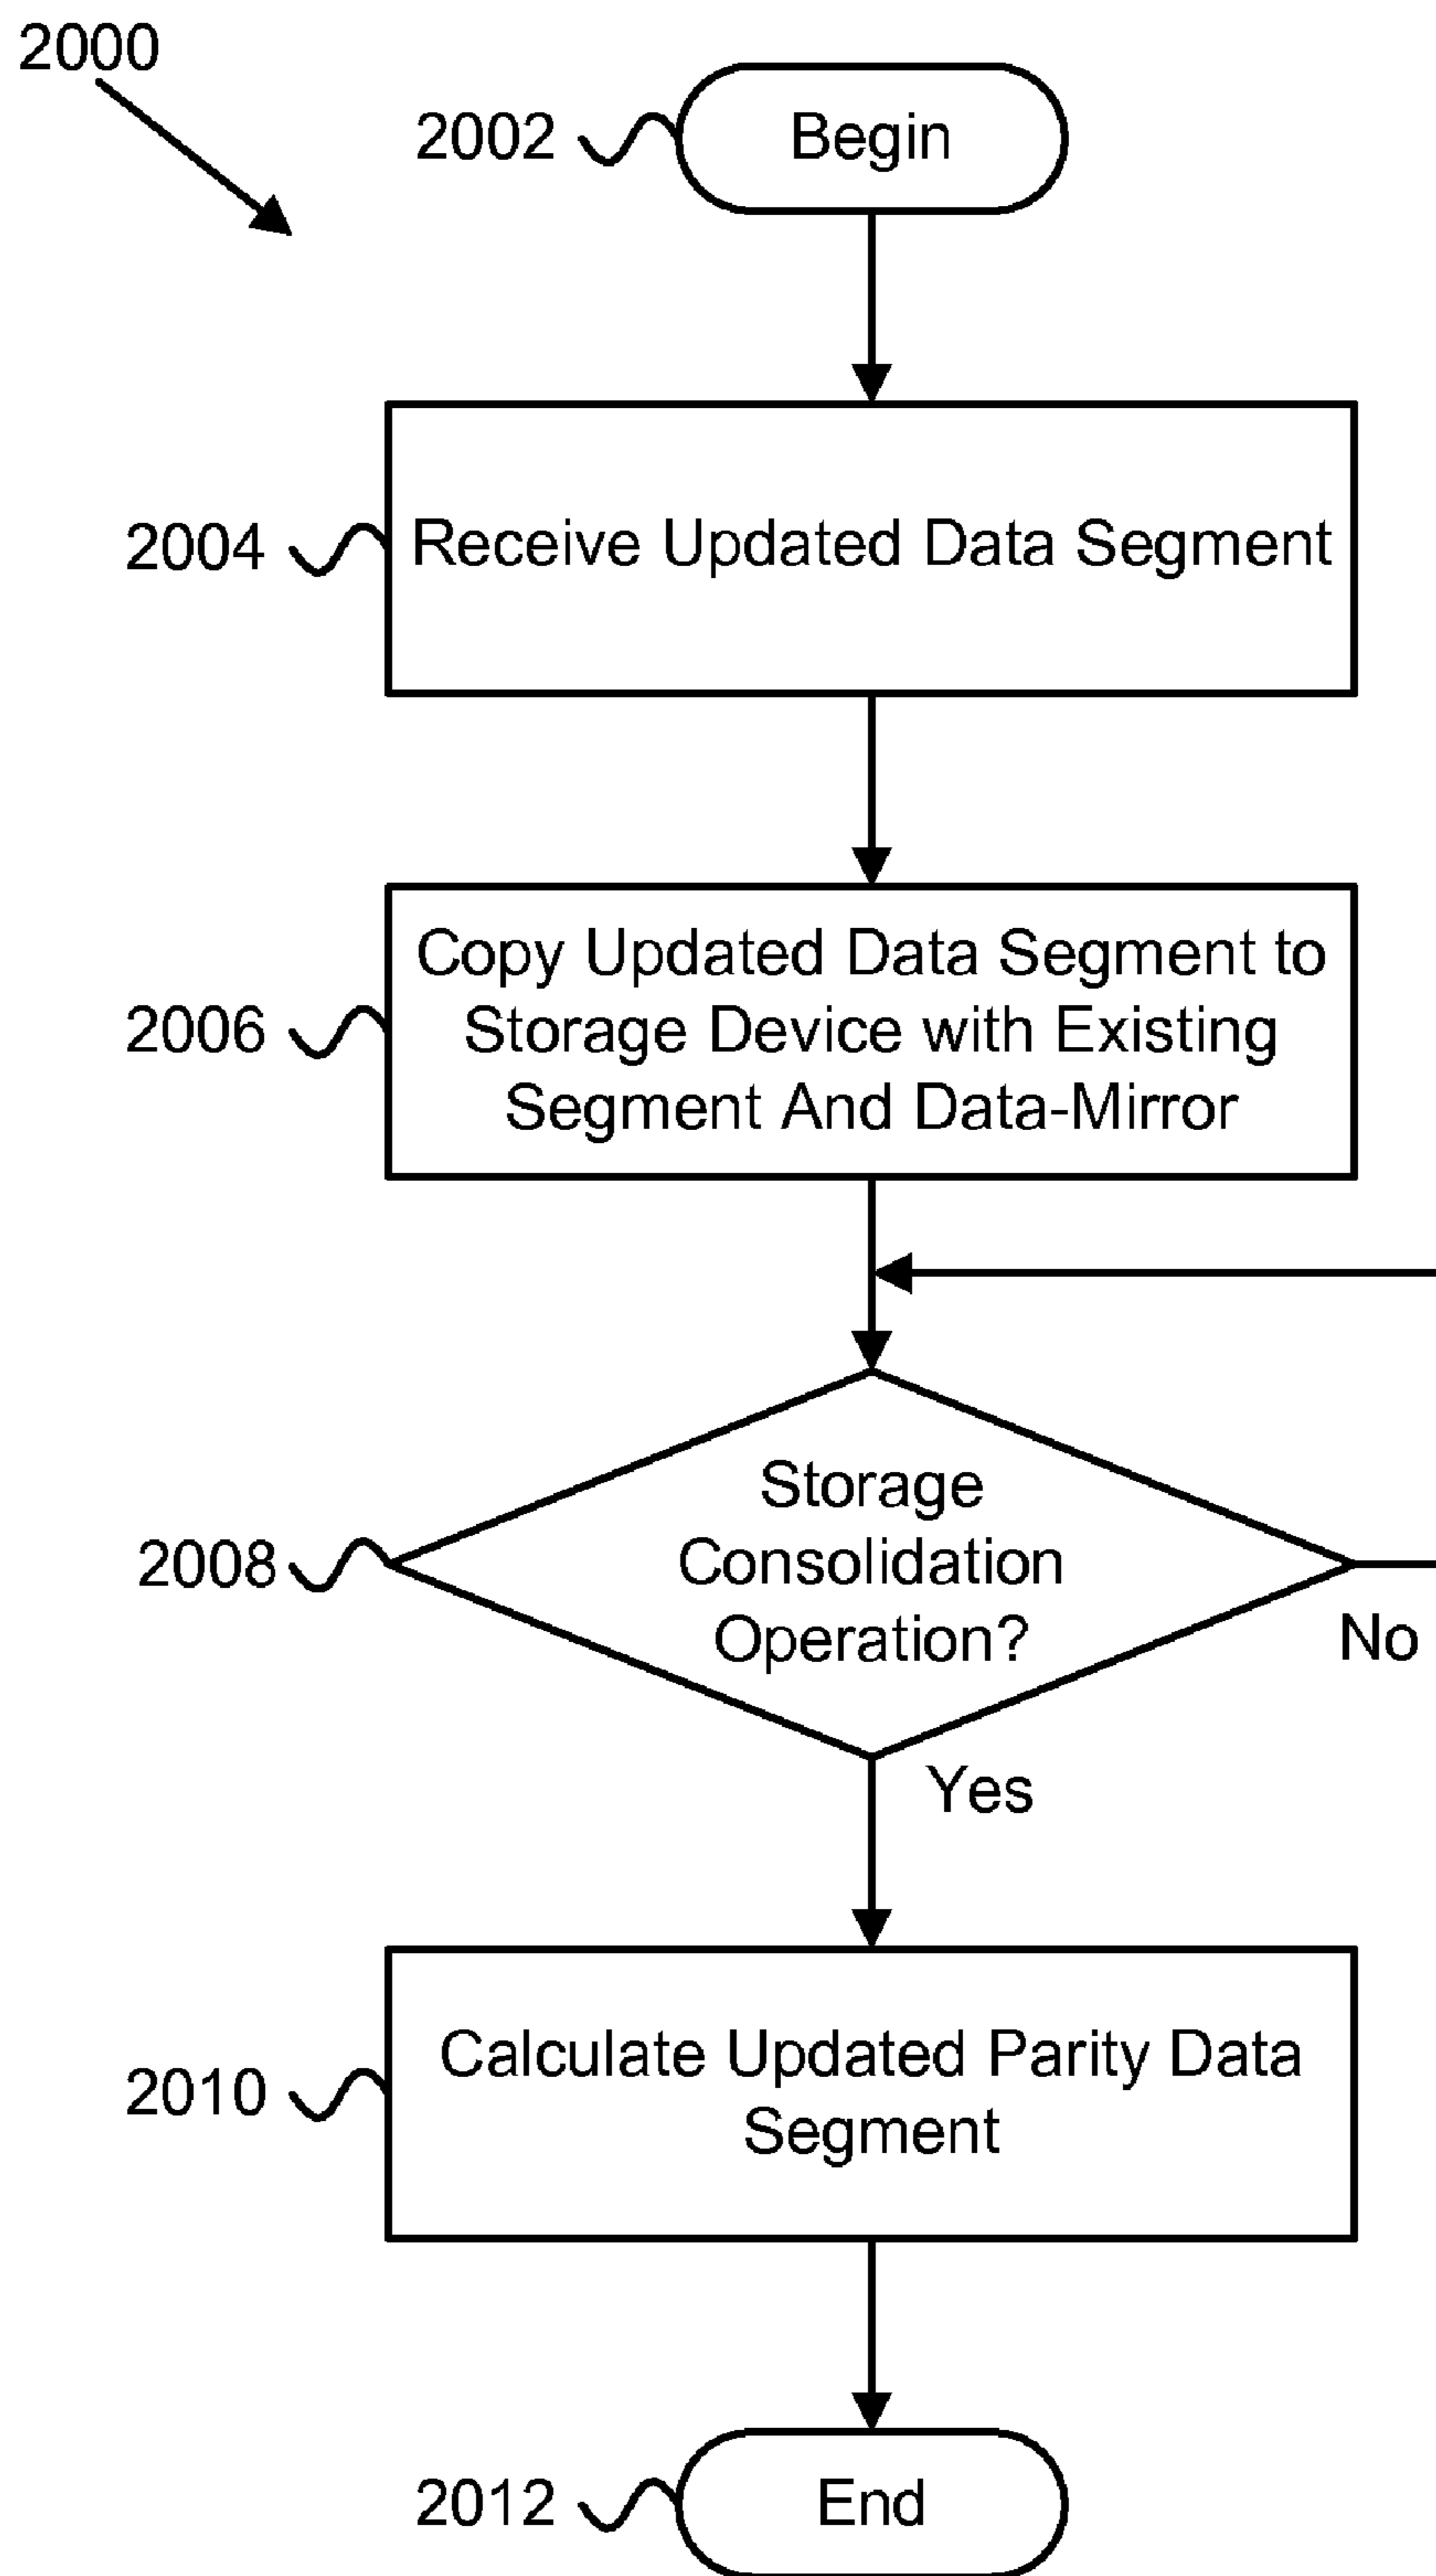 2000
2002
Begin
2004
Receive Updated Data Segment
2006
Copy Updated Data Segment to
Storage Device with Existing
Segment And Data-Mirror
2008
Storage
Consolidation
Operation?
No
Yes
2010
Calculate Updated Parity Data
Segment
2012
End